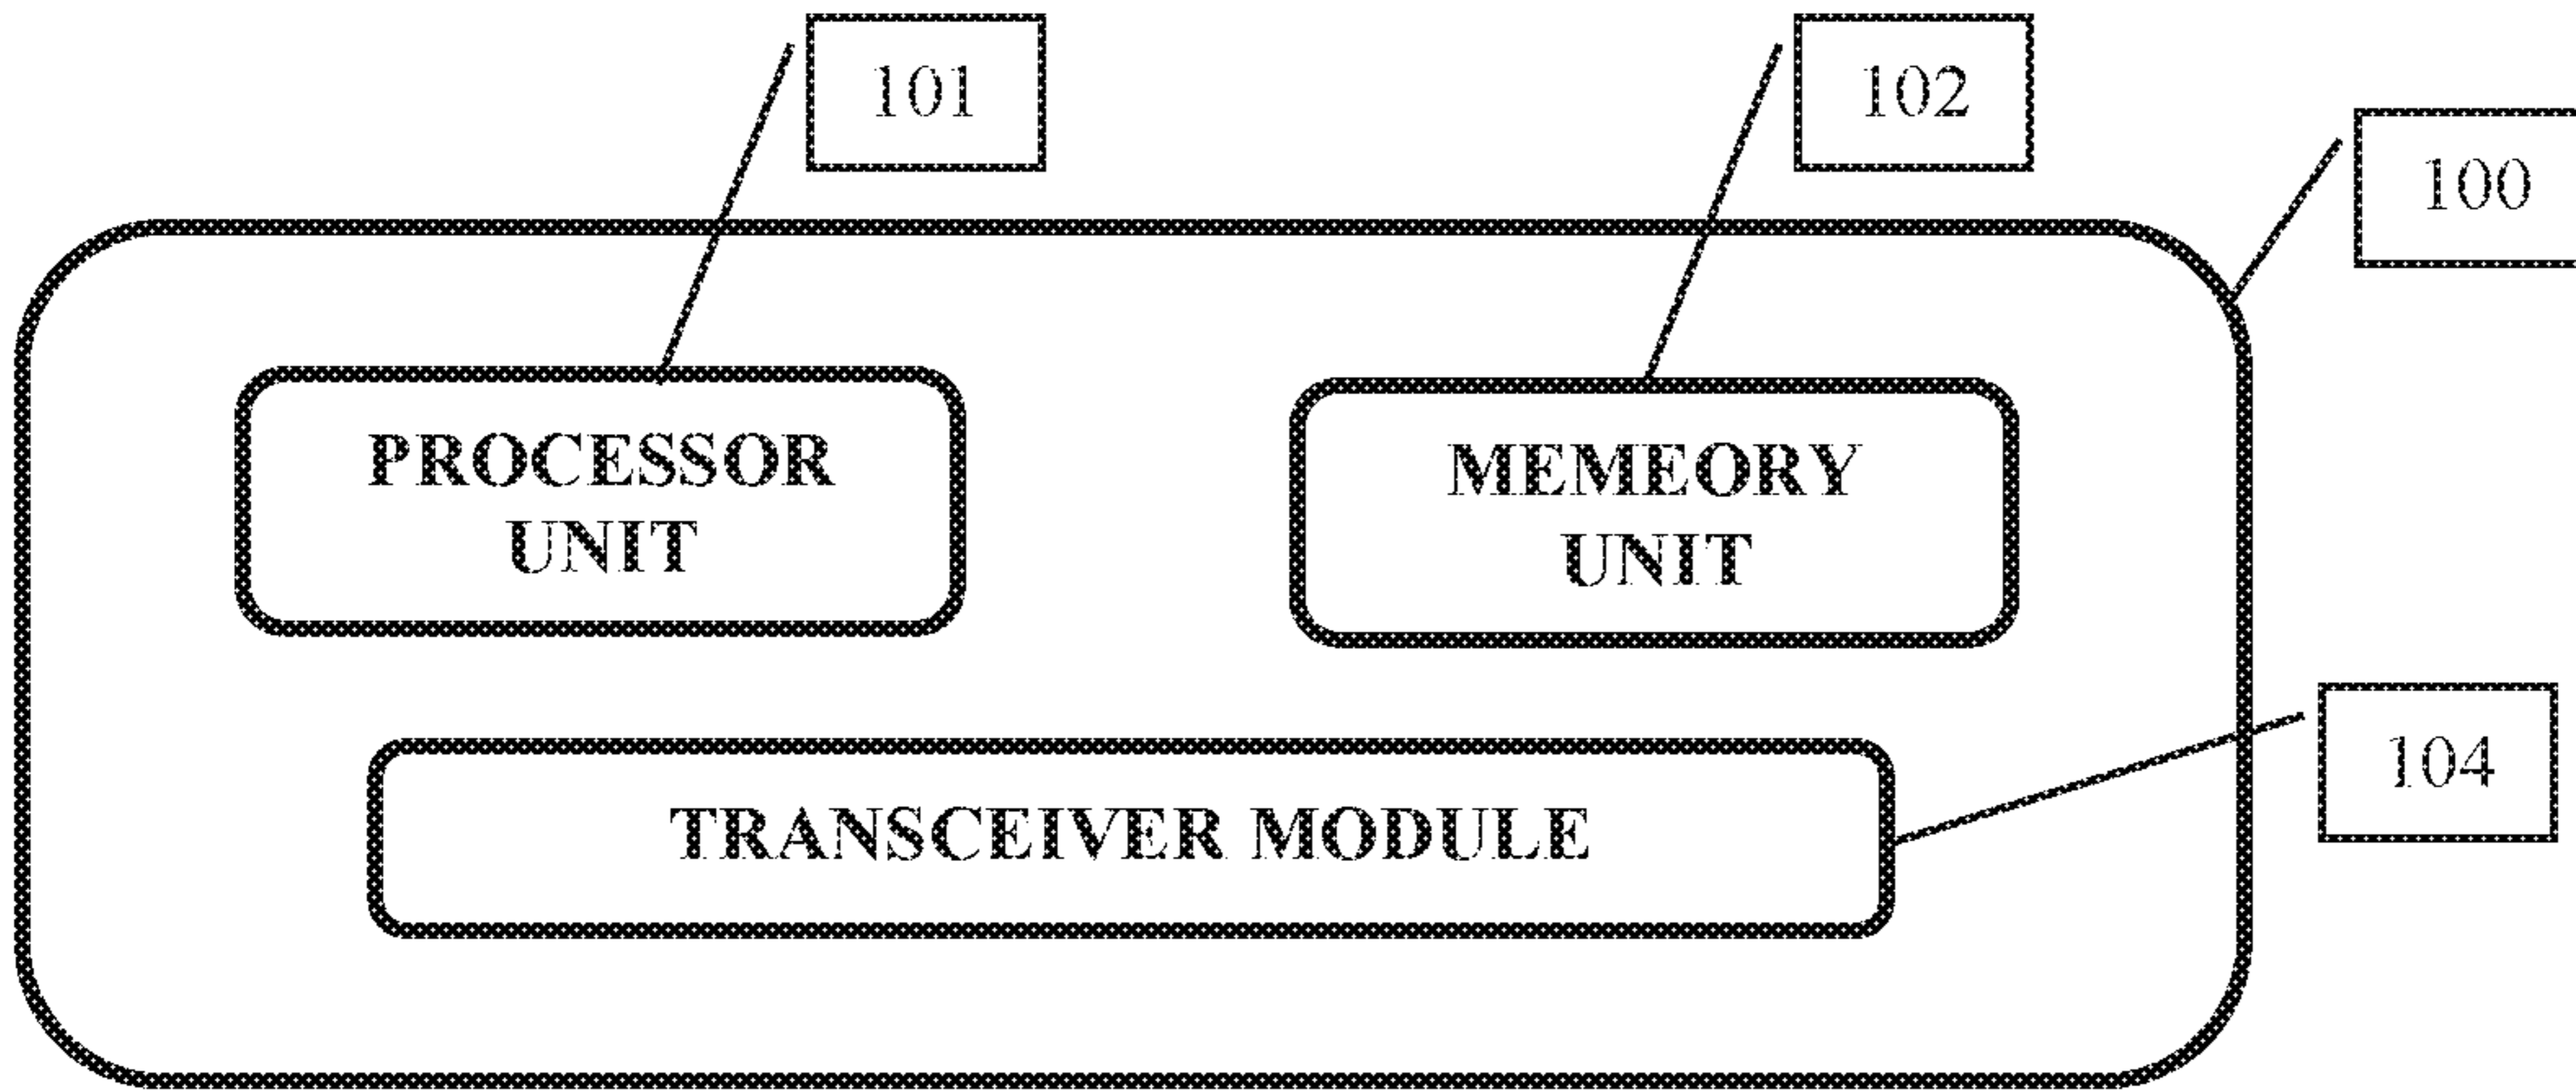 101
102
100
PROCESSOR
UNIT
MEMEORY
UNIT
104
TRANSCEIVER MODULE